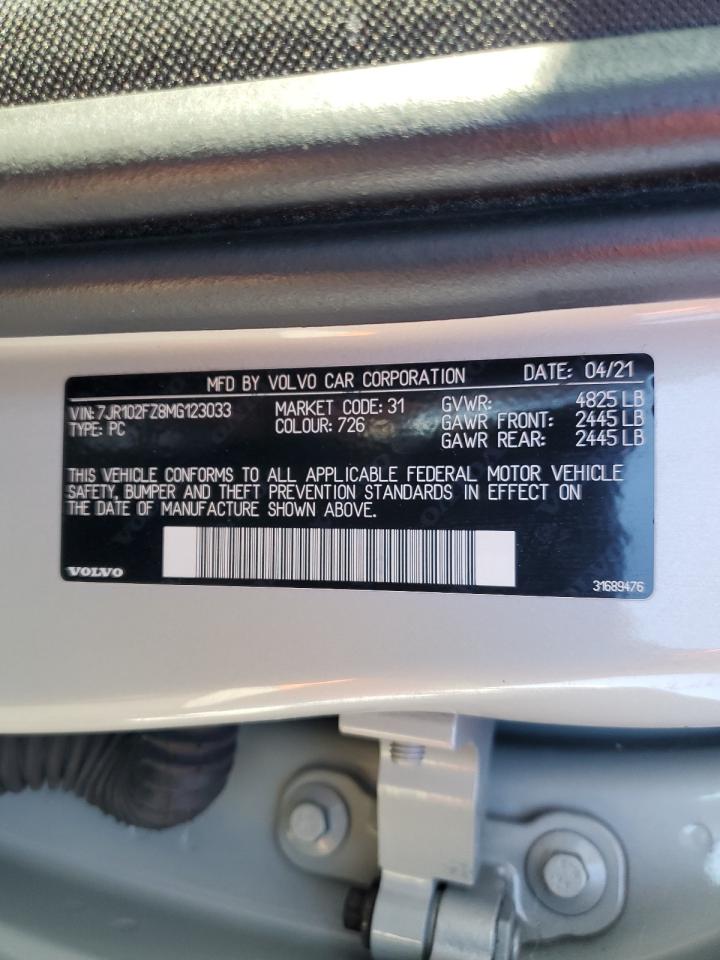 MFD BY VOLVO CAR CORPORATION DATE: 04/21
VIN: 7JR102FZ8MG123033 MARKET CODE: 31 GVWR: 4825 LB
TYPE: PC COLOUR: 726 GAWR FRONT: 2445 LB
GAWR REAR: 2445 LB
THIS VEHICLE CONFORMS TO ALL APPLICABLE FEDERAL MOTOR VEHICLE
SAFETY, BUMPER AND THEFT PREVENTION STANDARDS IN EFFECT ON
THE DATE OF MANUFACTURE SHOWN ABOVE.
VOLVO 31689476